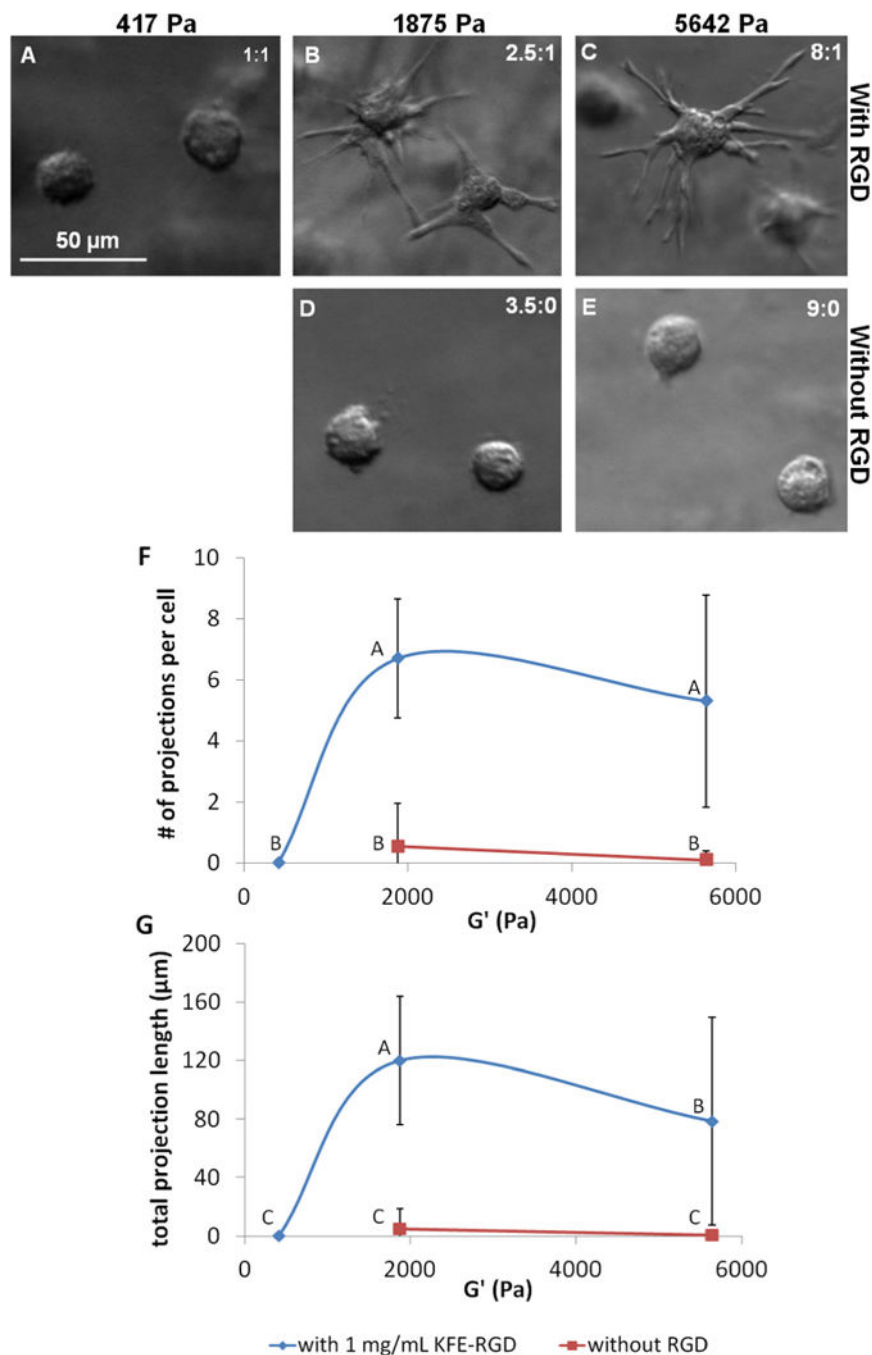 417 Pa
1875 Pa
5642 Pa
A
1:1
B
2.5:1
C
8:1
With RGD
50 µm
D
3.5:0
E
9:0
Without RGD
F
# of projections per cell
10
8
6
4
2
0
A
A
B
B
B
0
2000
4000
6000
G' (Pa)
G
total projection length (µm)
200
160
120
80
40
0
A
B
C
C
C
0
2000
4000
6000
G' (Pa)
with 1 mg/mL KFE-RGD
without RGD